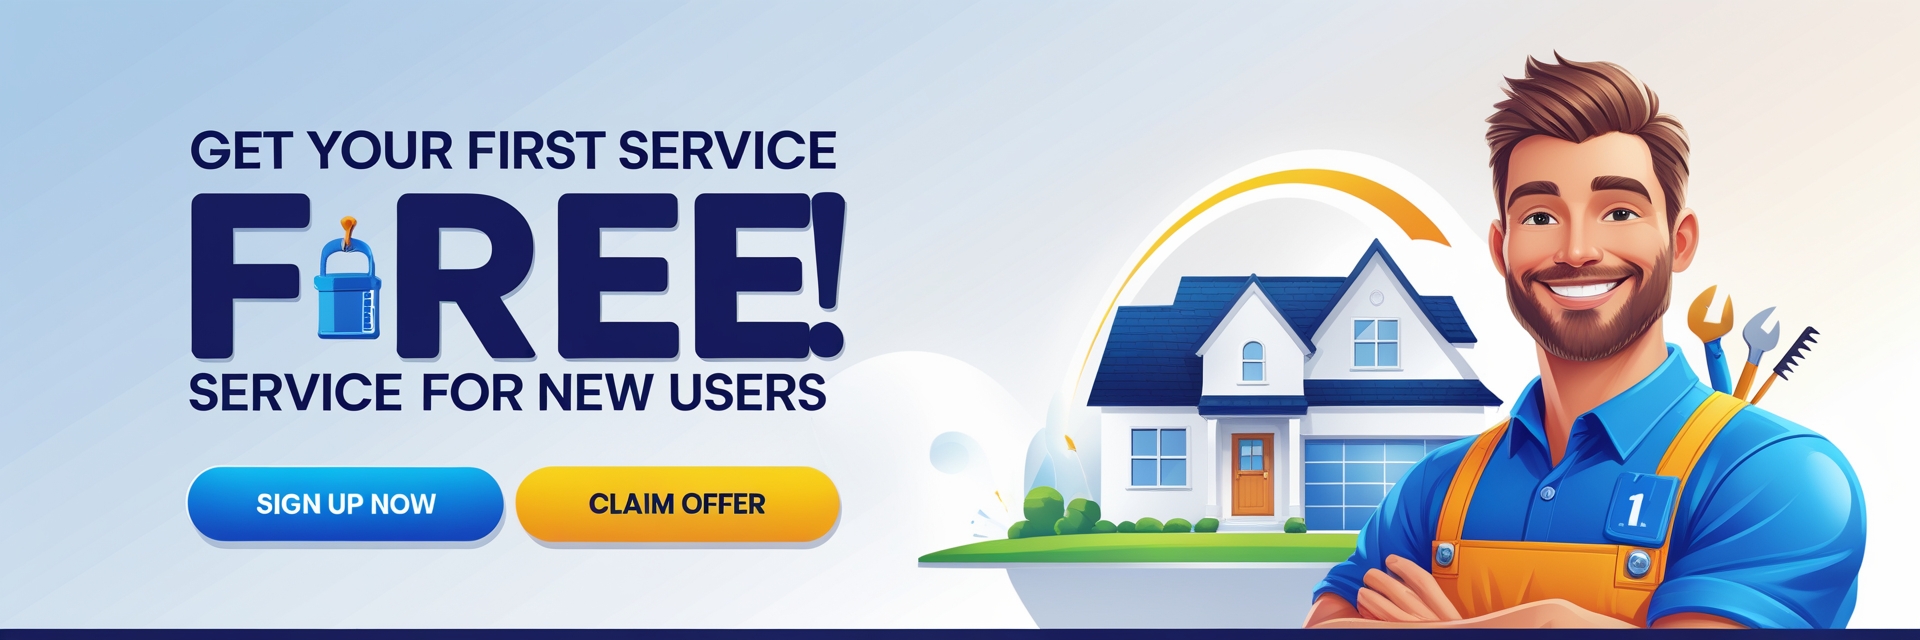 GET YOUR FIRST SERVICE
FREE!
SERVICE FOR NEW USERS
SIGN UP NOW
CLAIM OFFER
1